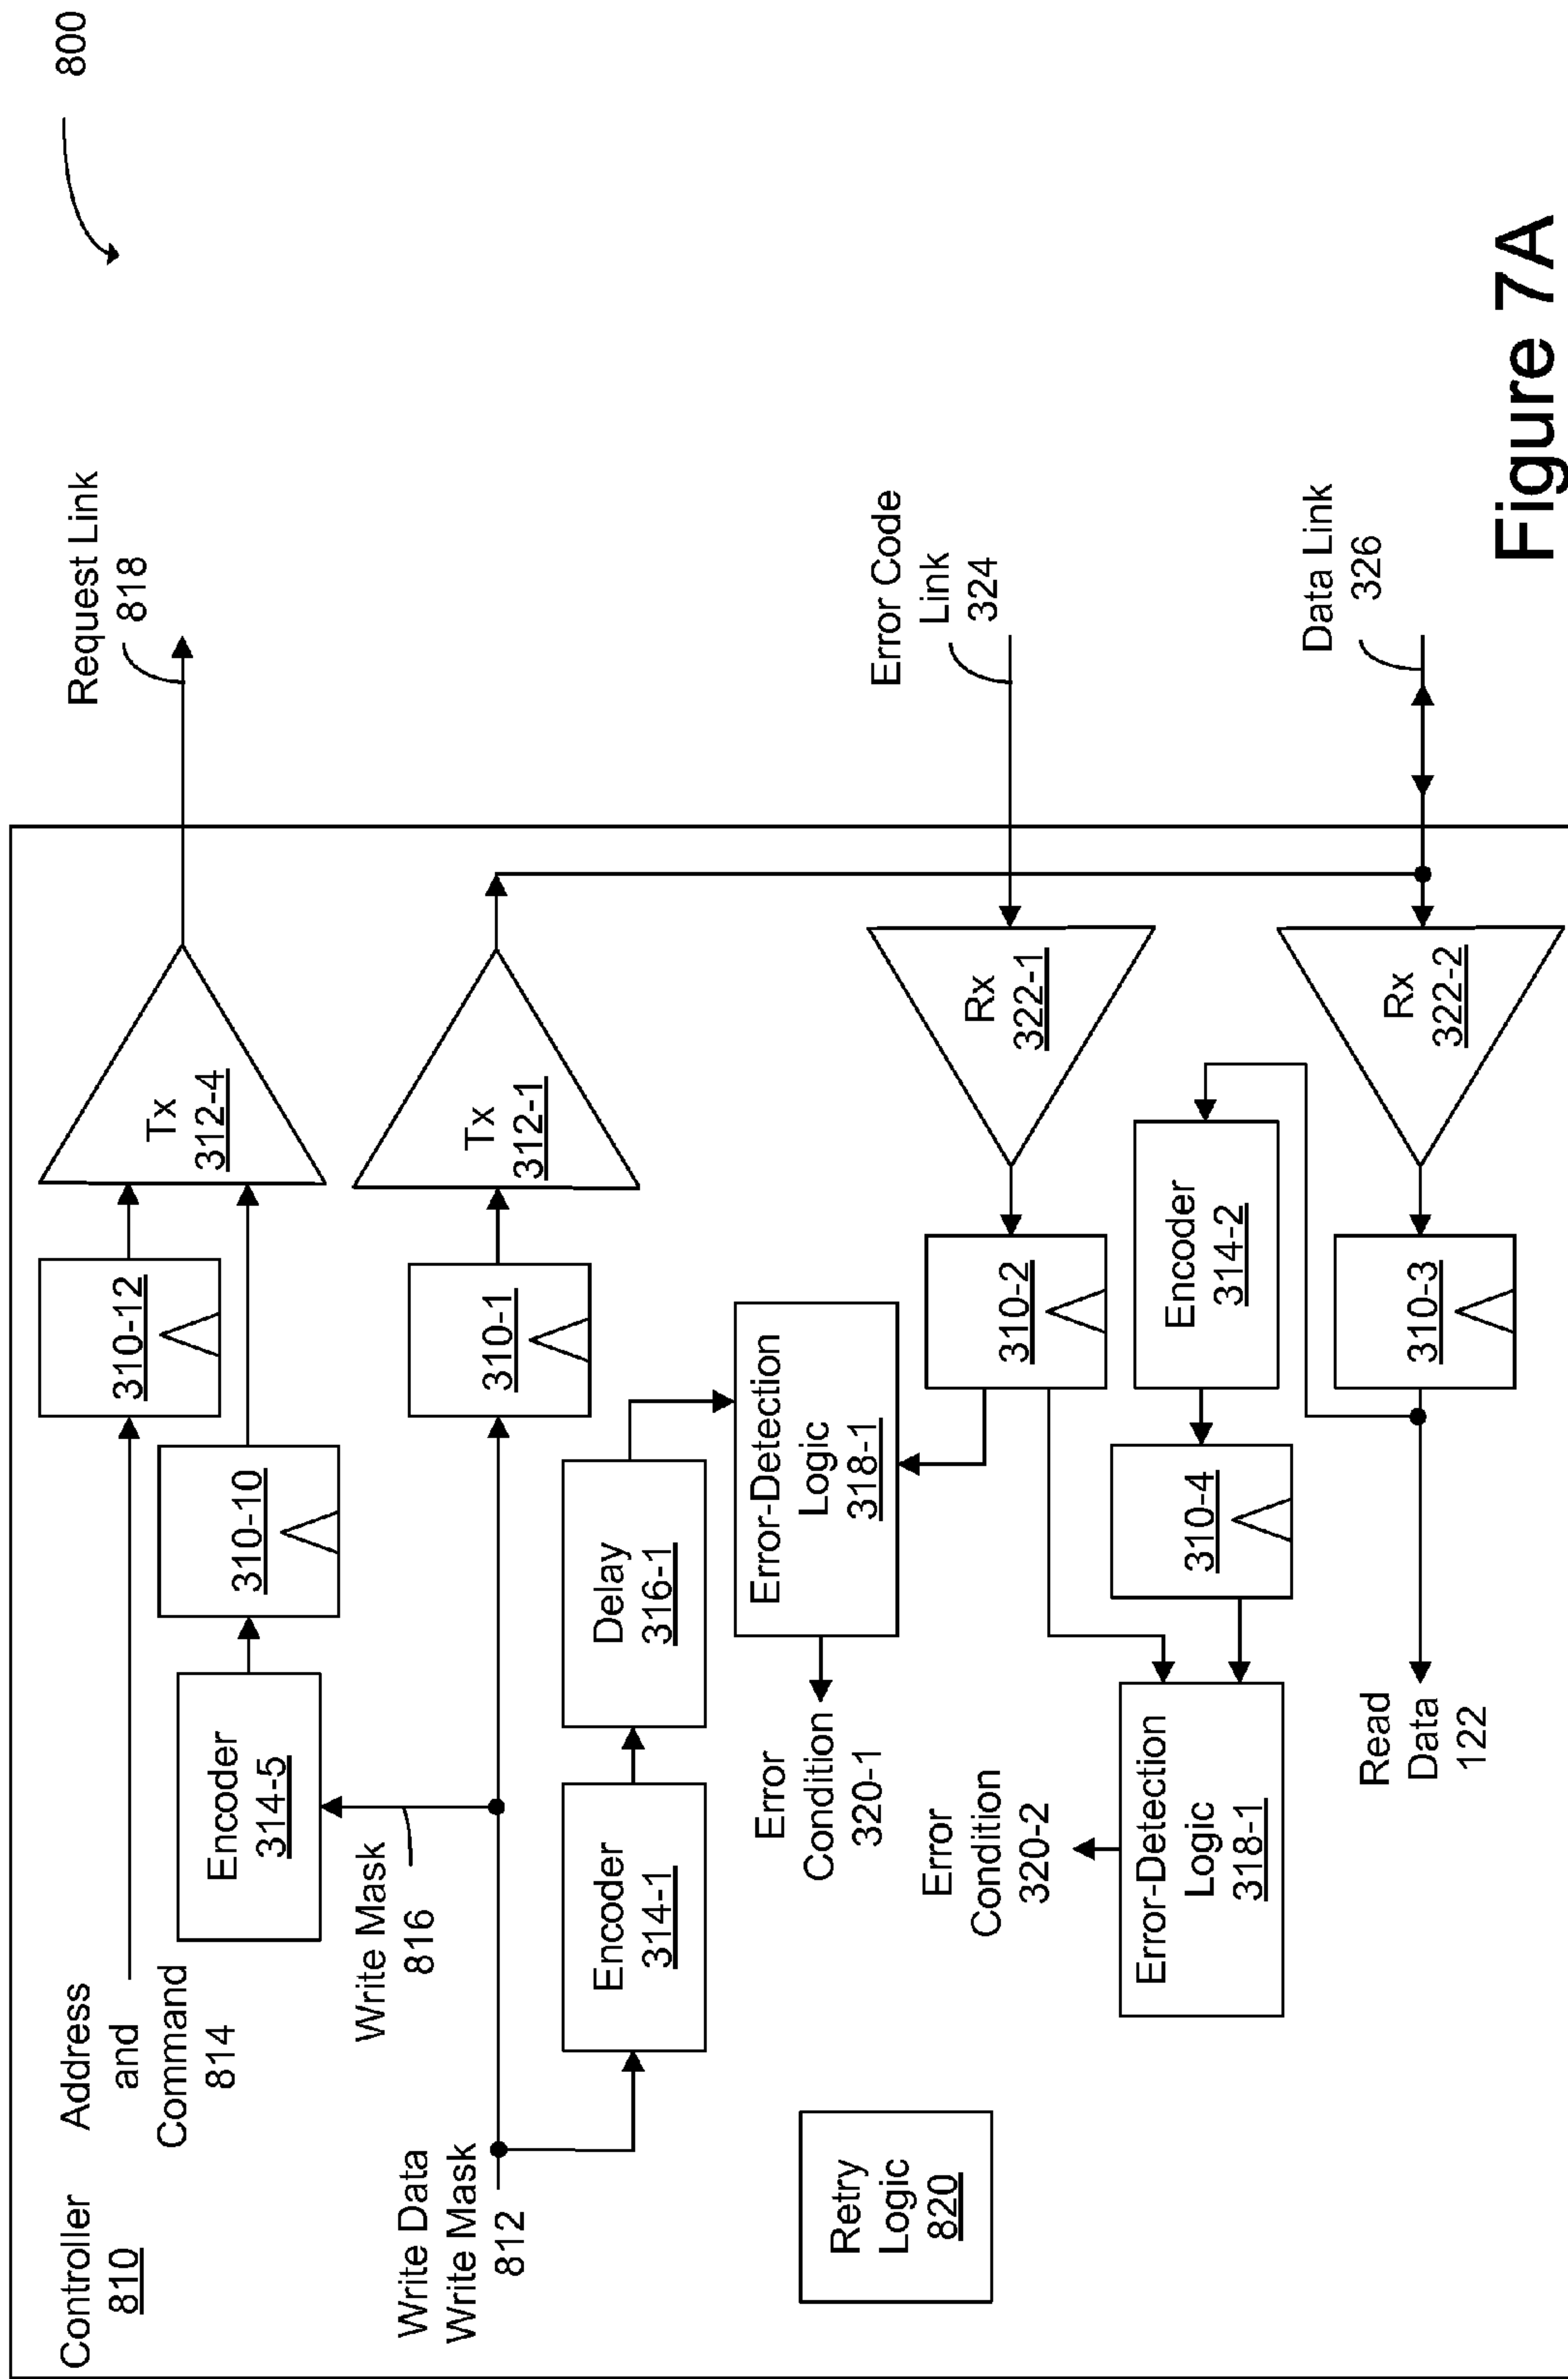 800
Controller
810
Address
and
Command
814
Request Link
818
310-12
Tx
312-4
Encoder
314-5
310-10
Write Mask
816
Write Data
Write Mask
812
310-1
Tx
312-1
Encoder
314-1
Delay
316-1
Error-Detection
Logic
318-1
Error
Condition
320-1
Retry
Logic
820
310-2
Rx
322-1
Error Code
Link
324
Error
Condition
320-2
Error-Detection
Logic
318-1
310-4
Encoder
314-2
Read
Data
122
310-3
Rx
322-2
Data Link
326
Figure 7A